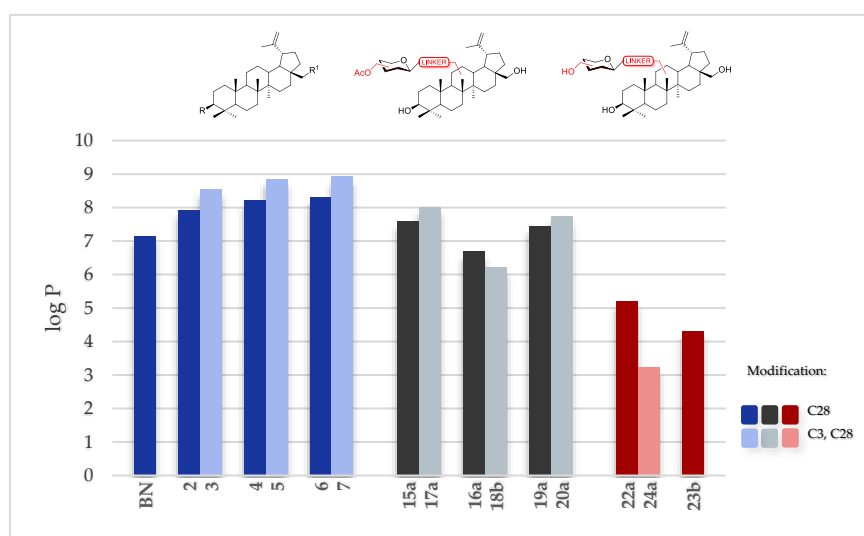 R
R¹
AcO
LINKER
OH
HO
HO
LINKER
OH
HO
10
9
8
7
6
5
4
3
2
1
0
log P
BN
2
3
4
5
6
7
15a
17a
16a
18b
19a
20a
22a
24a
23b
Modification:
C28
C3, C28